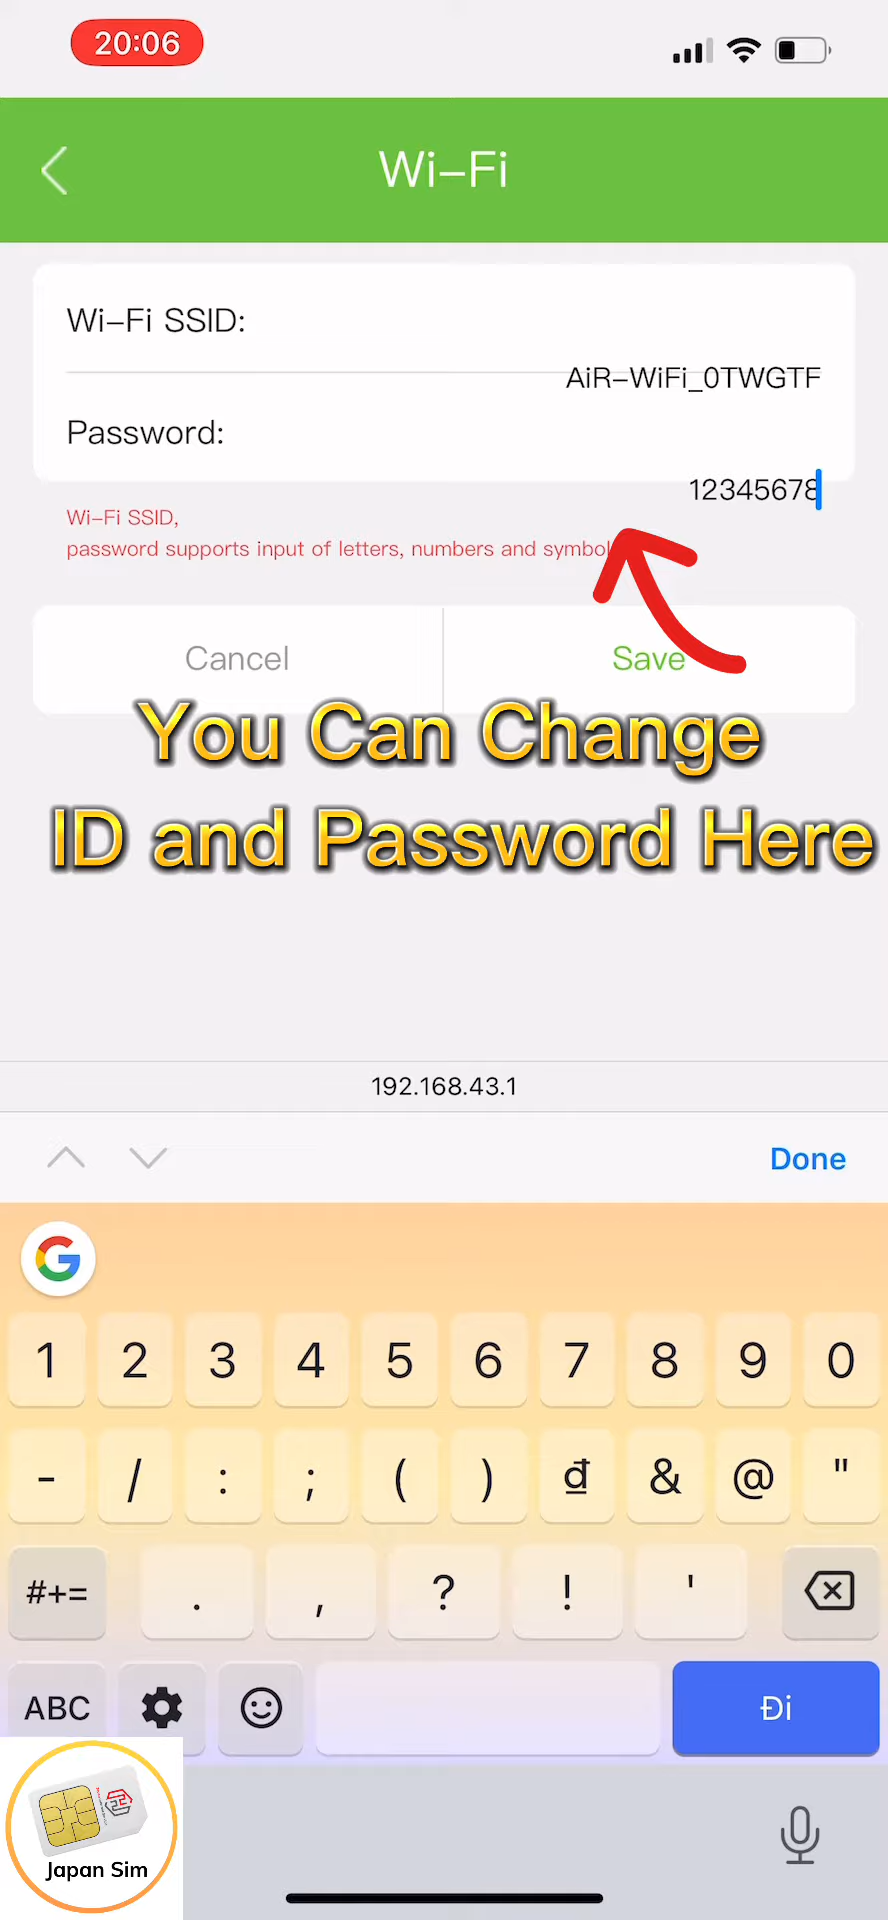 20:06
Wi-Fi
Wi-Fi SSID:
AiR-WiFi_0TWGTF
Password:
12345678
Wi-Fi SSID,
password supports input of letters, numbers and symbol
Cancel
Save
You Can Change
ID and Password Here
192.168.43.1
Done
G
1 2 3 4 5 6 7 8 9 0
- / : ; ( ) ₫ & @ "
#+= . , ? ! '
ABC
Đi
Japan Sim